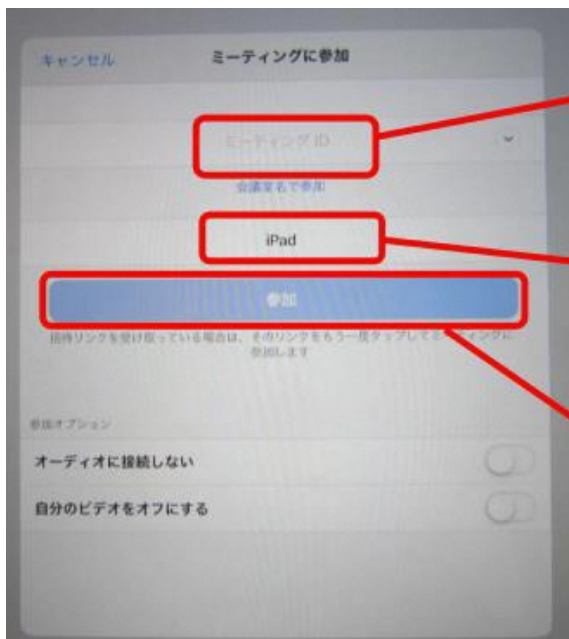 キャンセル
ミーティングに参加
ミーティング ID
会議室名で参加
iPad
参加
招待リンクを受け取っている場合は、そのリンクをもう一度タップしてミーティングに
参加します
参加オプション
オーディオに接続しない
自分のビデオをオフにする